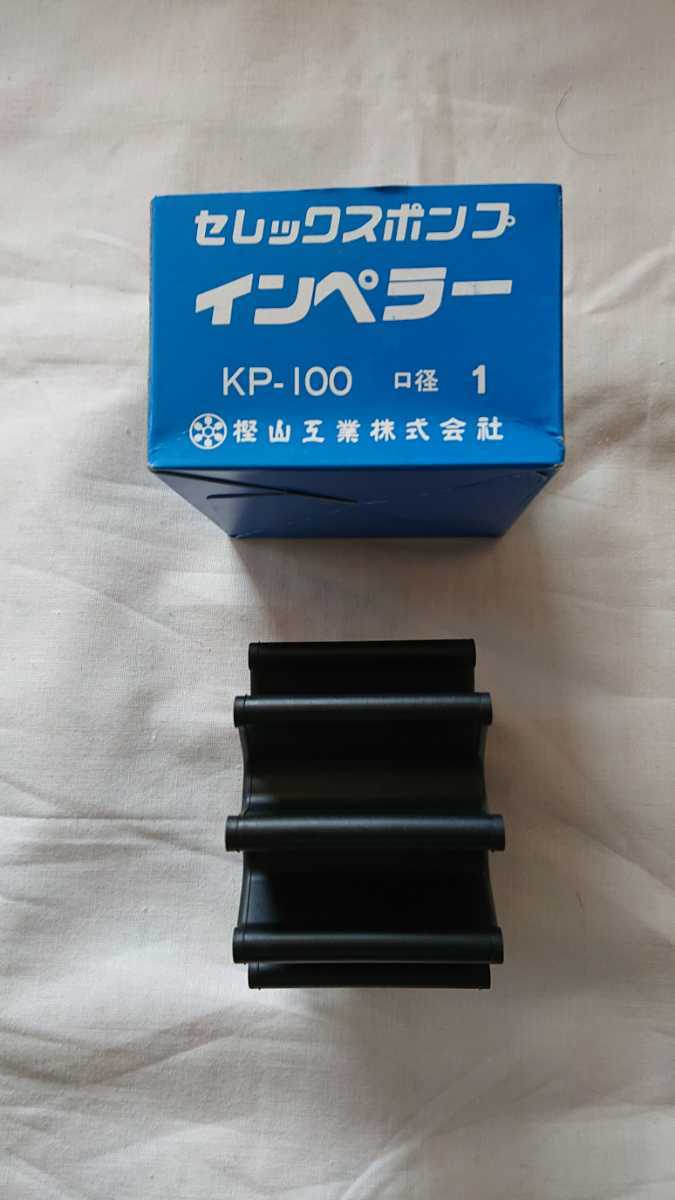 セレックスポンプ
インペラー
KP-100 口径 1
樫山工業株式会社